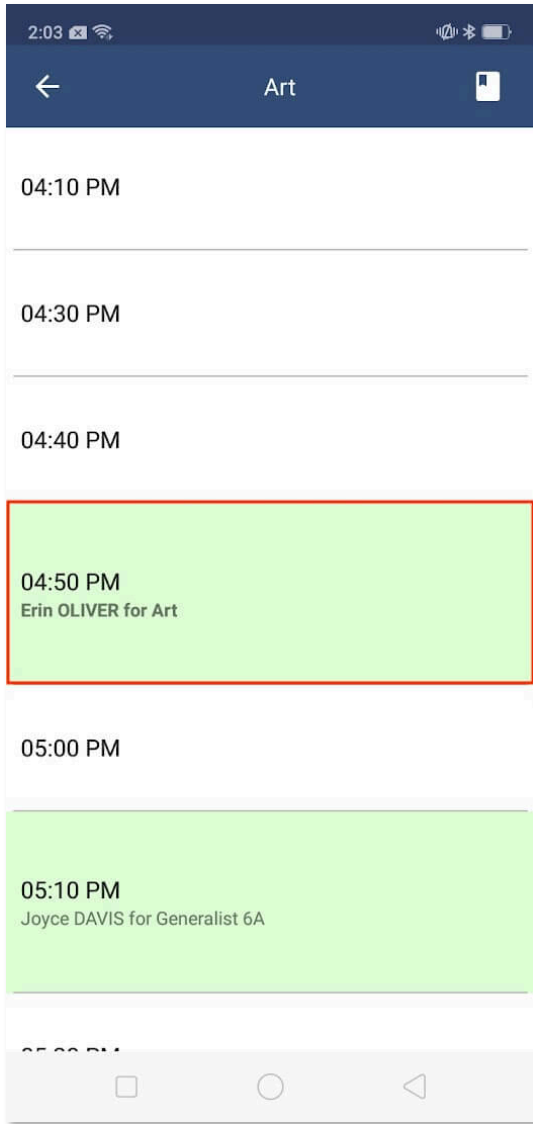 2:03
Art
04:10 PM
04:30 PM
04:40 PM
04:50 PM
Erin OLIVER for Art
05:00 PM
05:10 PM
Joyce DAVIS for Generalist 6A